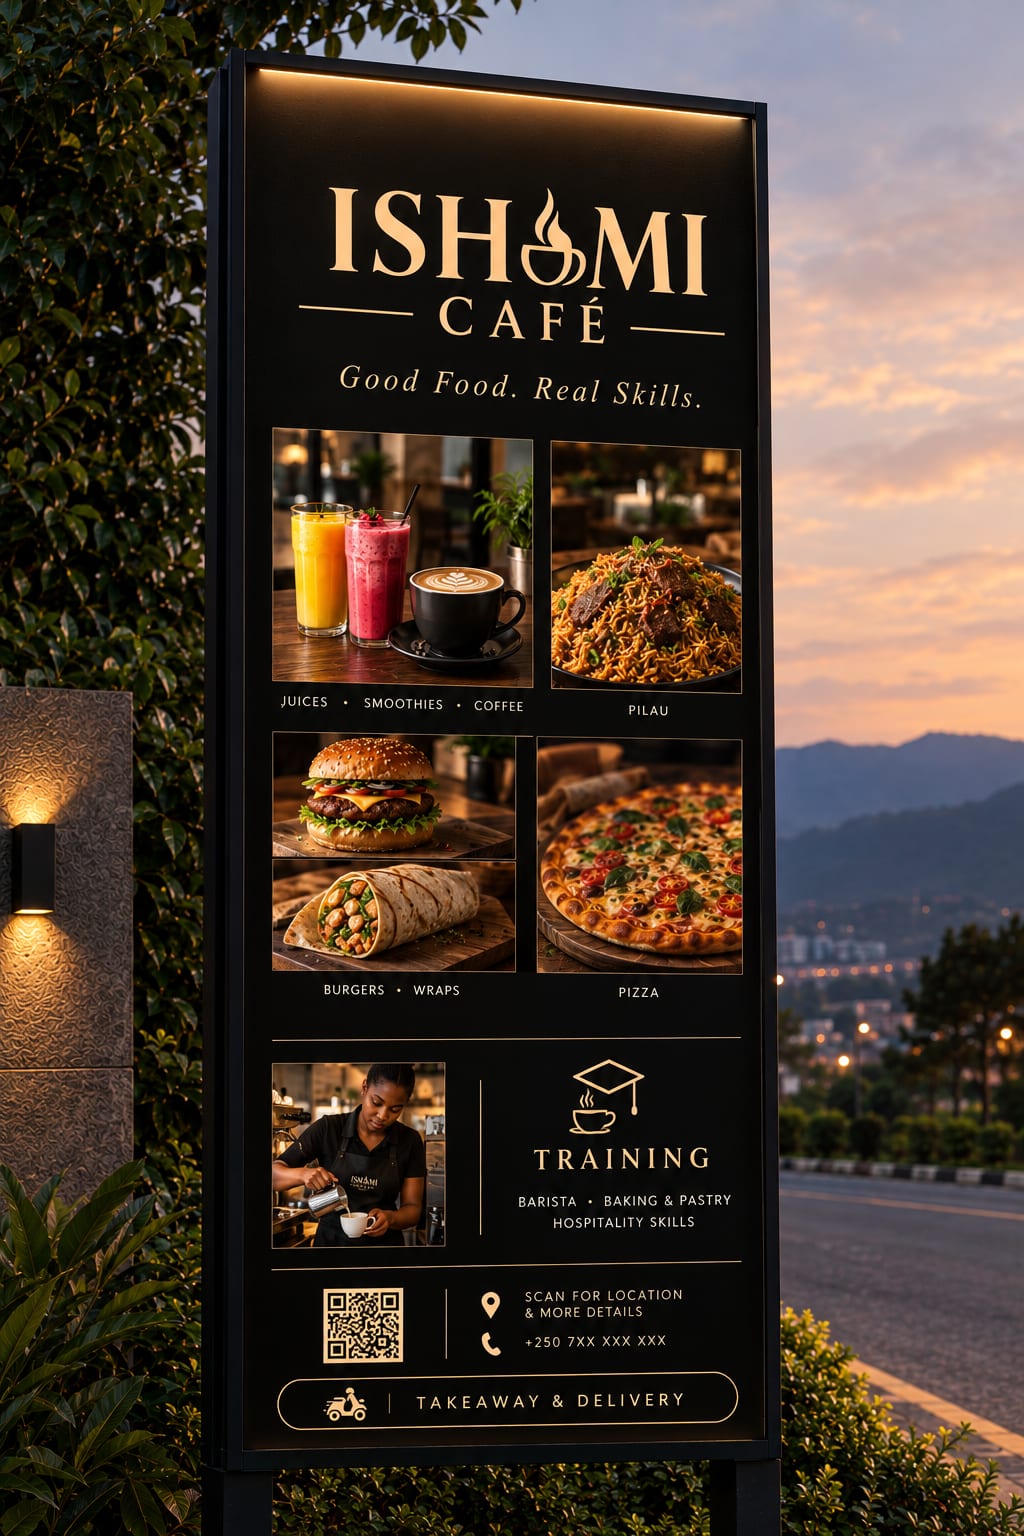 ISHAMI
CAFÉ
Good Food. Real Skills.
JUICES • SMOOTHIES • COFFEE
PILAU
BURGERS • WRAPS
PIZZA
ISHAMI
TRAINING
BARISTA • BAKING & PASTRY
HOSPITALITY SKILLS
SCAN FOR LOCATION
& MORE DETAILS
+250 7XX XXX XXX
TAKEAWAY & DELIVERY